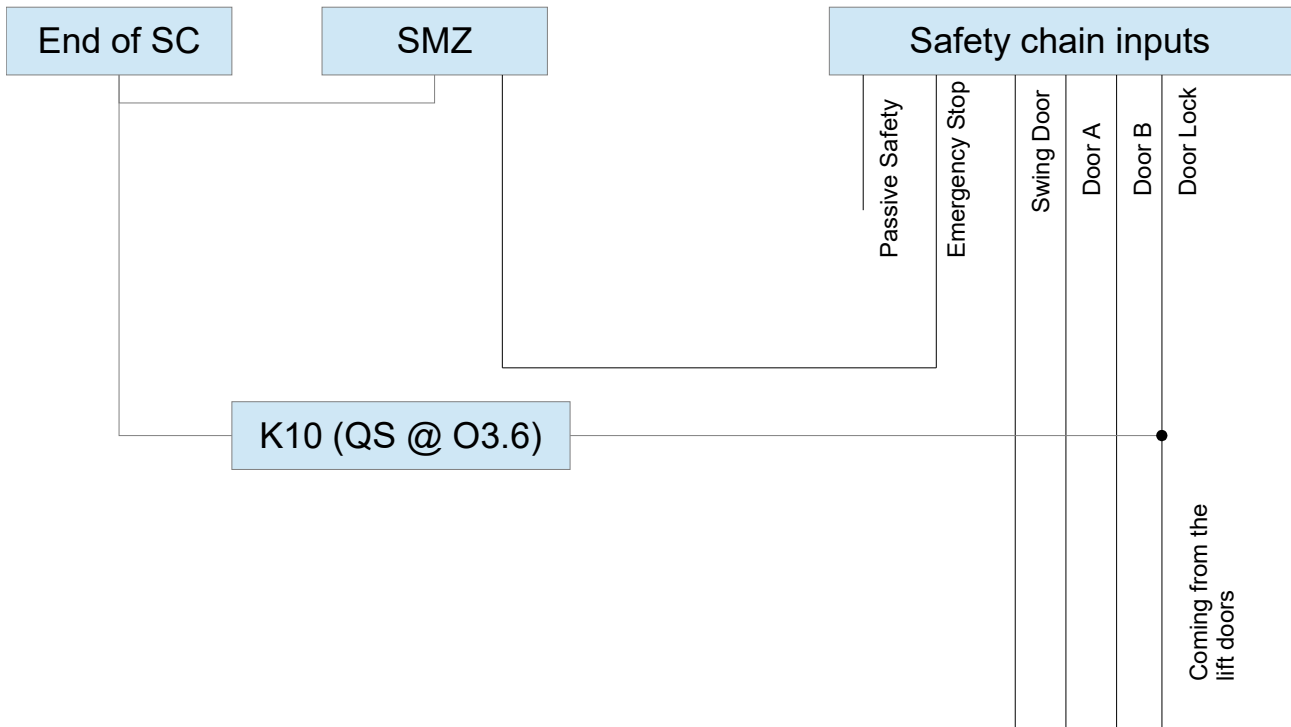 End of SC
SMZ
Safety chain inputs
Passive Safety
Emergency Stop
Swing Door
Door A
Door B
Door Lock
K10 (QS @ O3.6)
Coming from the
lift doors